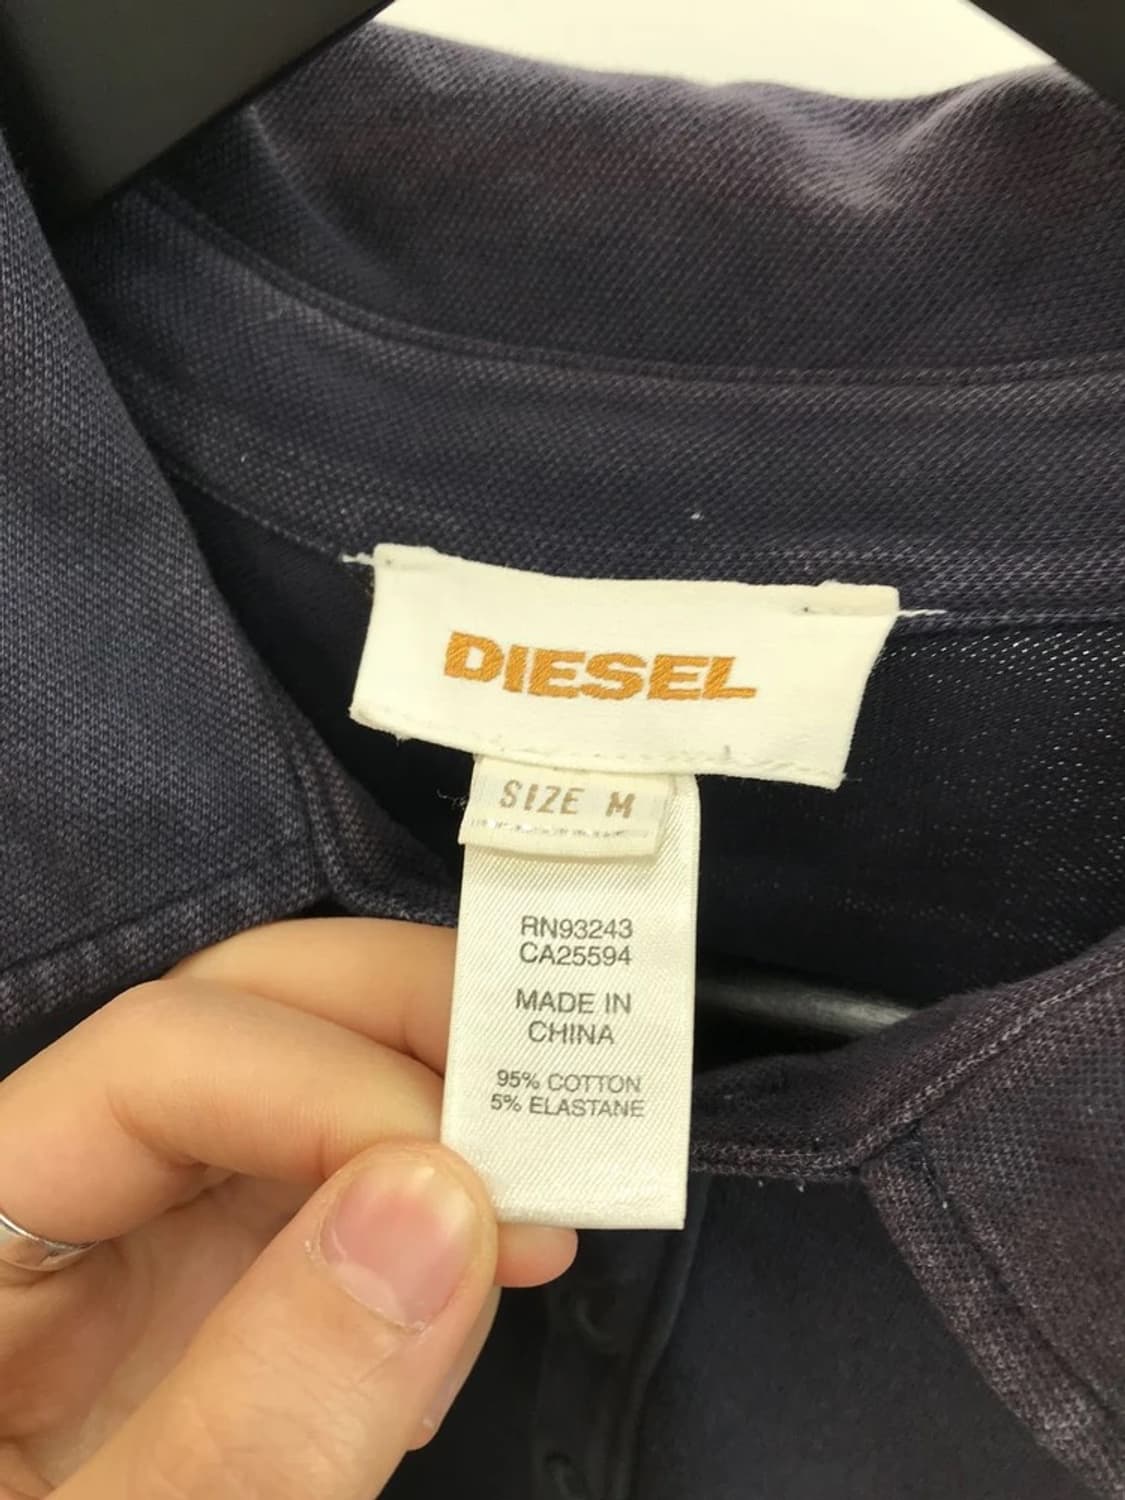 DIESEL
SIZE M
RN93243
CA25594
MADE IN
CHINA
95% COTTON
5% ELASTANE